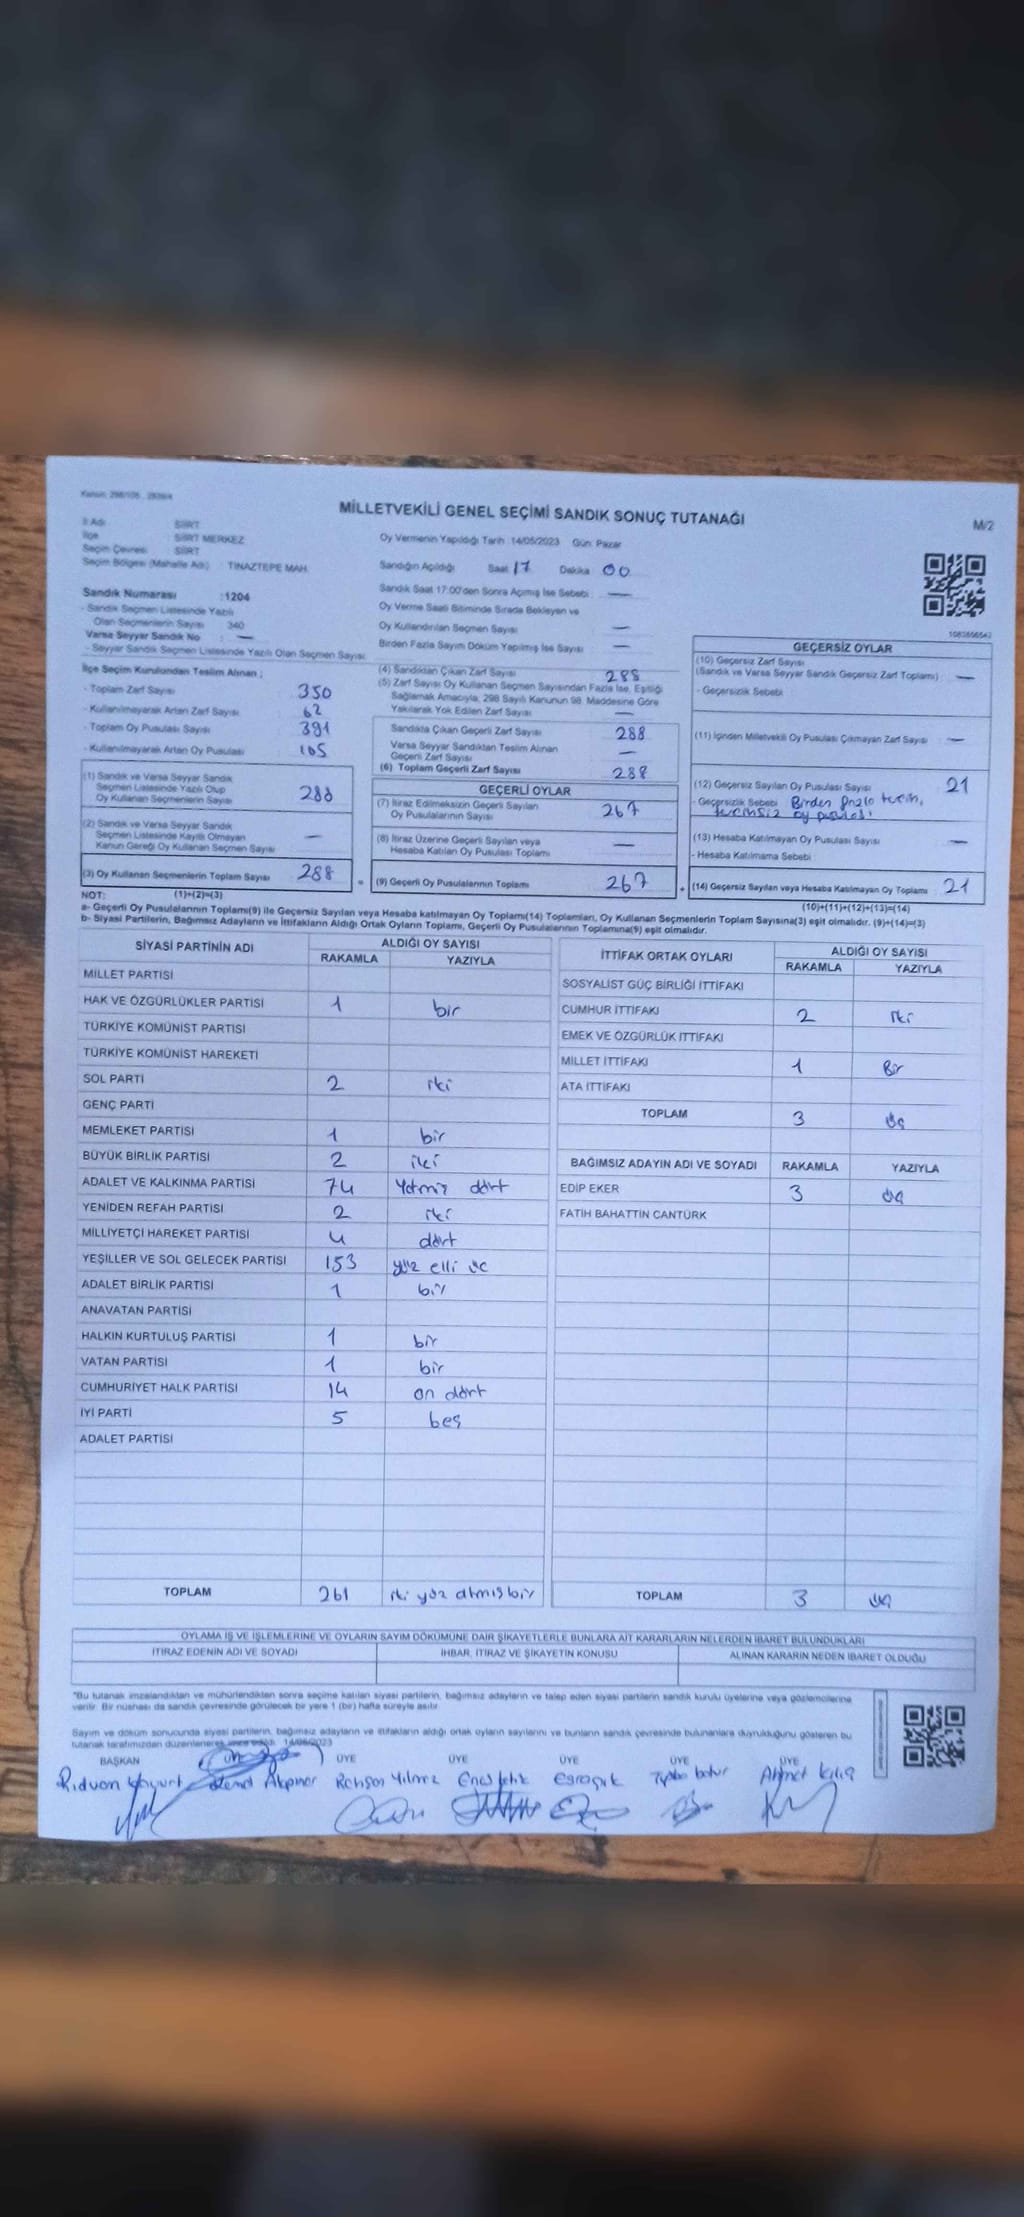 Kanun: 298/105
MİLLETVEKİLİ GENEL SEÇİMİ SANDIK SONUÇ TUTANAĞI
M/2
İl Adı : SİİRT
İlçe : SİİRT MERKEZ
Seçim Çevresi : SİİRT
Seçim Bölgesi (Mahalle Adı) : TINAZTEPE MAH.
Oy Vermenin Yapıldığı Tarih :14/05/2023 Gün: Pazar
Sandığın Açıldığı Saat 17 Dakika 00
Sandık Saat 17:00'den Sonra Açımış İse Sebebi : —
Oy Verme Saati Bitiminde Sırada Bekleyen ve
Oy Kullandırılan Seçmen Sayısı —
Birden Fazla Sayım Döküm Yapılmış İse Sayısı —
Sandık Numarası :1204
- Sandık Seçmen Listesinde Yazılı
Olan Seçmenlerin Sayısı 340
Varsa Seyyar Sandık No : —
- Seyyar Sandık Seçmen Listesinde Yazılı Olan Seçmen Sayısı:
İlçe Seçim Kurulundan Teslim Alınan ;
- Toplam Zarf Sayısı 350
- Kullanılmayarak Artan Zarf Sayısı 62
- Toplam Oy Pusulası Sayısı 391
- Kullanılmayarak Artan Oy Pusulası 105
(1) Sandık ve Varsa Seyyar Sandık
Seçmen Listesinde Yazılı Olup
Oy Kullanan Seçmenlerin Sayısı 288
(2) Sandık ve Varsa Seyyar Sandık
Seçmen Listesinde Kayıtlı Olmayan
Kanun Gereği Oy Kullanan Seçmen Sayısı —
(3) Oy Kullanan Seçmenlerin Toplam Sayısı 288
(4) Sandıktan Çıkan Zarf Sayısı 288
(5) Zarf Sayısı Oy Kullanan Seçmen Sayısından Fazla İse, Eşitliği
Sağlamak Amacıyla, 298 Sayılı Kanunun 98. Maddesine Göre
Yakılarak Yok Edilen Zarf Sayısı —
Sandıkta Çıkan Geçerli Zarf Sayısı 288
Varsa Seyyar Sandıktan Teslim Alınan
Geçerli Zarf Sayısı —
(6) Toplam Geçerli Zarf Sayısı 288
GEÇERLİ OYLAR
(7) İtiraz Edilmeksizin Geçerli Sayılan
Oy Pusulalarının Sayısı 267
(8) İtiraz Üzerine Geçerli Sayılan veya
Hesaba Katılan Oy Pusulası Toplamı —
= (9) Geçerli Oy Pusulalarının Toplamı 267
GEÇERSİZ OYLAR
(10) Geçersiz Zarf Sayısı
(Sandık ve Varsa Seyyar Sandık Geçersiz Zarf Toplamı) —
- Geçersizlik Sebebi
(11) İçinden Milletvekili Oy Pusulası Çıkmayan Zarf Sayısı —
(12) Geçersiz Sayılan Oy Pusulası Sayısı 21
- Geçersizlik Sebebi Birden fazla tercih,
tercihsiz oy pusulası
(13) Hesaba Katılmayan Oy Pusulası Sayısı —
- Hesaba Katılmama Sebebi
+ (14) Geçersiz Sayılan veya Hesaba Katılmayan Oy Toplamı 21
NOT: (1)+(2)=(3)
(10)+(11)+(12)+(13)=(14)
a- Geçerli Oy Pusulalarının Toplamı(9) ile Geçersiz Sayılan veya Hesaba katılmayan Oy Toplamı(14) Toplamları, Oy Kullanan Seçmenlerin Toplam Sayısına(3) eşit olmalıdır. (9)+(14)=(3)
b- Siyasi Partilerin, Bağımsız Adayların ve İttifakların Aldığı Ortak Oyların Toplamı, Geçerli Oy Pusulalarının Toplamına(9) eşit olmalıdır.
SİYASİ PARTİNİN ADI ALDIĞI OY SAYISI
RAKAMLA YAZIYLA
MİLLET PARTİSİ
HAK VE ÖZGÜRLÜKLER PARTİSİ 1 bir
TÜRKİYE KOMÜNİST PARTİSİ
TÜRKİYE KOMÜNİST HAREKETİ
SOL PARTİ 2 iki
GENÇ PARTİ
MEMLEKET PARTİSİ 1 bir
BÜYÜK BİRLİK PARTİSİ 2 iki
ADALET VE KALKINMA PARTİSİ 74 Yetmiş dört
YENİDEN REFAH PARTİSİ 2 iki
MİLLİYETÇİ HAREKET PARTİSİ 4 dört
YEŞİLLER VE SOL GELECEK PARTİSİ 153 yüz elli üç
ADALET BİRLİK PARTİSİ 1 bir
ANAVATAN PARTİSİ
HALKIN KURTULUŞ PARTİSİ 1 bir
VATAN PARTİSİ 1 bir
CUMHURİYET HALK PARTİSİ 14 on dört
İYİ PARTİ 5 beş
ADALET PARTİSİ
TOPLAM 261 iki yüz atmış bir
İTTİFAK ORTAK OYLARI ALDIĞI OY SAYISI
RAKAMLA YAZIYLA
SOSYALİST GÜÇ BİRLİĞİ İTTİFAKI
CUMHUR İTTİFAKI 2 iki
EMEK VE ÖZGÜRLÜK İTTİFAKI
MİLLET İTTİFAKI 1 Bir
ATA İTTİFAKI
TOPLAM 3 üç
BAĞIMSIZ ADAYIN ADI VE SOYADI RAKAMLA YAZIYLA
EDİP EKER 3 üç
FATİH BAHATTİN CANTÜRK
TOPLAM 3 üç
OYLAMA İŞ VE İŞLEMLERİNE VE OYLARIN SAYIM DÖKÜMÜNE DAİR ŞİKAYETLERLE BUNLARA AİT KARARLARIN NELERDEN İBARET BULUNDUKLARI
İTİRAZ EDENİN ADI VE SOYADI İHBAR, İTİRAZ VE ŞİKAYETİN KONUSU ALINAN KARARIN NEDEN İBARET OLDUĞU
"Bu tutanak imzalandıktan ve mühürlendikten sonra seçime katılan siyasi partilerin, bağımsız adayların ve talep eden siyasi partilerin sandık kurulu üyelerine veya gözlemcilerine
verilir. Bir nüshası da sandık çevresinde görülecek bir yere 1 (bir) hafta süreyle asılır.
Sayım ve döküm sonucunda siyasi partilerin, bağımsız adayların ve ittifakların aldığı ortak oyların sayılarını ve bunların sandık çevresinde bulunanlara duyrulduğunu gösteren bu
tutanak tarafımızdan düzenlenerek imza edildi. 14/05/2023
BAŞKAN ÜYE ÜYE ÜYE ÜYE ÜYE
Rıdvan Akpınar Yılmaz Enes Ahmet Kılıç